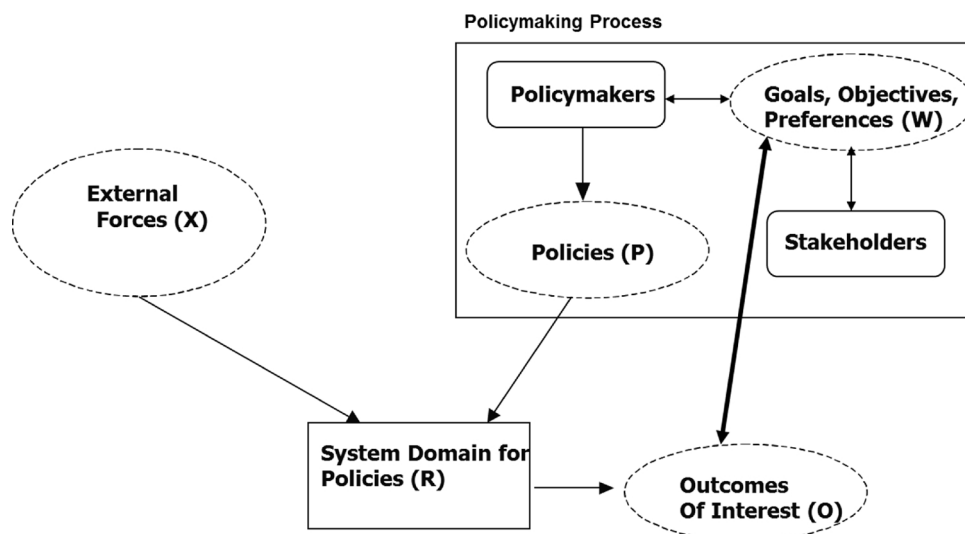 Policymaking Process
Policymakers
Goals, Objectives,
Preferences (W)
External
Forces (X)
Policies (P)
Stakeholders
System Domain for
Policies (R)
Outcomes
Of Interest (O)